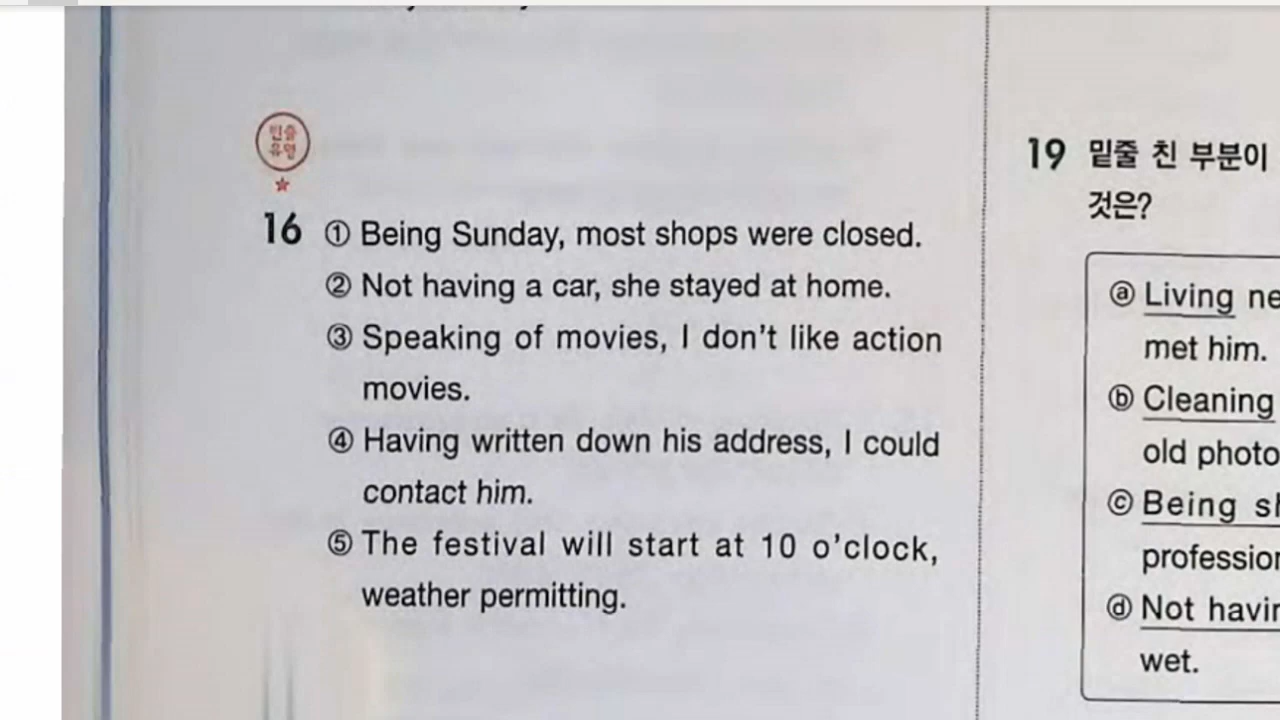 빈출
유형
16 ① Being Sunday, most shops were closed.
② Not having a car, she stayed at home.
③ Speaking of movies, I don't like action
movies.
④ Having written down his address, I could
contact him.
⑤ The festival will start at 10 o'clock,
weather permitting.
19 밑줄 친 부분이
것은?
ⓐ Living ne
met him.
ⓑ Cleaning
old photo
ⓒ Being sh
profession
ⓓ Not havin
wet.